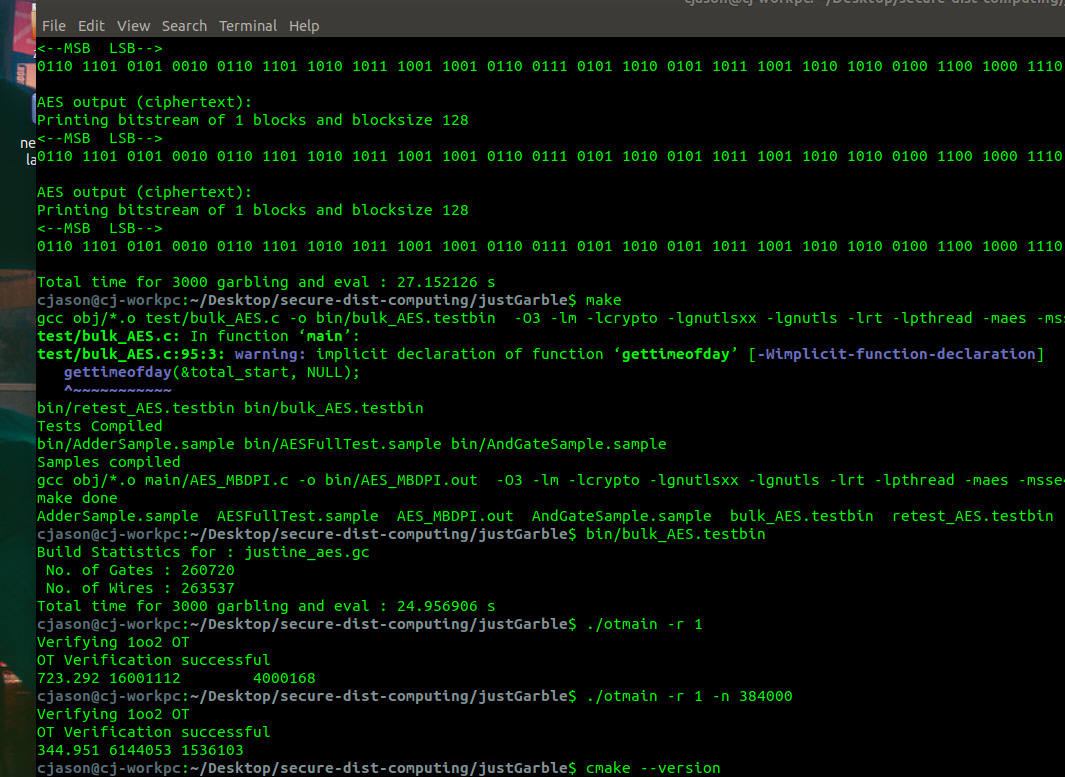 File Edit View Search Terminal Help
<--MSB  LSB-->
0110 1101 0101 0010 0110 1101 1010 1011 1001 1001 0110 0111 0101 1010 0101 1011 1001 1010 1010 0100 1100 1000 1110
AES output (ciphertext):
Printing bitstream of 1 blocks and blocksize 128
<--MSB  LSB-->
0110 1101 0101 0010 0110 1101 1010 1011 1001 1001 0110 0111 0101 1010 0101 1011 1001 1010 1010 0100 1100 1000 1110
AES output (ciphertext):
Printing bitstream of 1 blocks and blocksize 128
<--MSB  LSB-->
0110 1101 0101 0010 0110 1101 1010 1011 1001 1001 0110 0111 0101 1010 0101 1011 1001 1010 1010 0100 1100 1000 1110
Total time for 3000 garbling and eval : 27.152126 s
cjason@cj-workpc:~/Desktop/secure-dist-computing/justGarble$ make
gcc obj/*.o test/bulk_AES.c -o bin/bulk_AES.testbin  -O3 -lm -lcrypto -lgnutlsxx -lgnutls -lrt -lpthread -maes -mss
test/bulk_AES.c: In function ‘main’:
test/bulk_AES.c:95:3: warning: implicit declaration of function ‘gettimeofday’ [-Wimplicit-function-declaration]
gettimeofday(&total_start, NULL);
^~~~~~~~~~~~
bin/retest_AES.testbin bin/bulk_AES.testbin
Tests Compiled
bin/AdderSample.sample bin/AESFullTest.sample bin/AndGateSample.sample
Samples compiled
gcc obj/*.o main/AES_MBDPI.c -o bin/AES_MBDPI.out  -O3 -lm -lcrypto -lgnutlsxx -lgnutls -lrt -lpthread -maes -msse
make done
AdderSample.sample  AESFullTest.sample  AES_MBDPI.out  AndGateSample.sample  bulk_AES.testbin  retest_AES.testbin
cjason@cj-workpc:~/Desktop/secure-dist-computing/justGarble$ bin/bulk_AES.testbin
Build Statistics for : justine_aes.gc
No. of Gates : 260720
No. of Wires : 263537
Total time for 3000 garbling and eval : 24.956906 s
cjason@cj-workpc:~/Desktop/secure-dist-computing/justGarble$ ./otmain -r 1
Verifying 1oo2 OT
OT Verification successful
723.292 16001112        4000168
cjason@cj-workpc:~/Desktop/secure-dist-computing/justGarble$ ./otmain -r 1 -n 384000
Verifying 1oo2 OT
OT Verification successful
344.951 6144053 1536103
cjason@cj-workpc:~/Desktop/secure-dist-computing/justGarble$ cmake --version